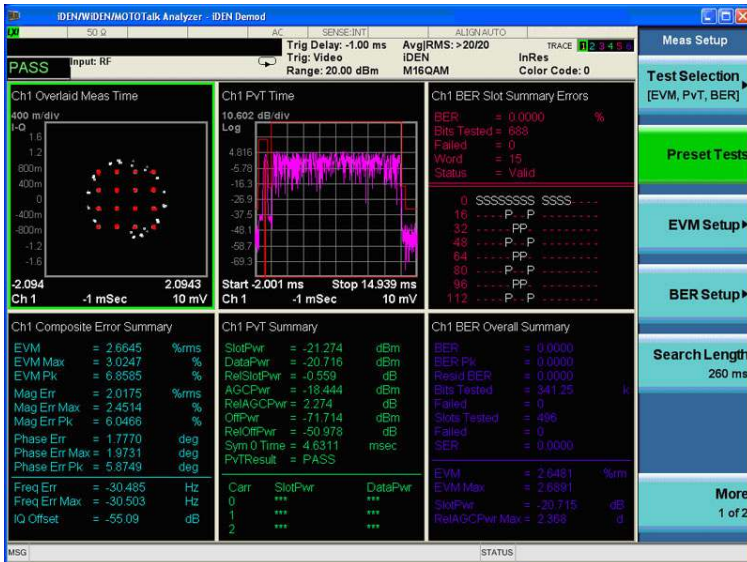 iDEN/WiDEN/MOTOTalk Analyzer - iDEN Demod
LXI 50 Ω AC SENSE:INT ALIGN AUTO
Trig Delay: -1.00 ms Avg|RMS: >20/20 TRACE 1 2 3 4 5 6
Input: RF Trig: Video iDEN InRes
PASS Range: 20.00 dBm M16QAM Color Code: 0
Ch1 Overlaid Meas Time
400 m/div
I-Q
1.6
1.2
800m
400m
0
-400m
-800m
-1.2
-1.6
-2.094 2.0943
Ch 1 -1 mSec 10 mV
Ch1 PvT Time
10.602 dB/div
Log
4.816
-5.78
-16.3
-26.9
-37.5
-48.1
-58.7
-69.3
Start -2.001 ms Stop 14.939 ms
Ch 1 -1 mSec 10 mV
Ch1 BER Slot Summary Errors
BER = 0.0000 %
Bits Tested = 688
Failed = 0
Word = 15
Status = Valid
0 SSSSSSSS SSSS----
16 ----P--P--------
32 -----PP---------
48 ----P--P--------
64 -----PP---------
80 ----P--P--------
96 -----PP---------
112 ----P--P--------
Ch1 Composite Error Summary
EVM = 2.6645 %rms
EVM Max = 3.0247 %
EVM Pk = 6.8585 %
Mag Err = 2.0175 %rms
Mag Err Max = 2.4514 %
Mag Err Pk = 6.0466 %
Phase Err = 1.7770 deg
Phase Err Max = 1.9731 deg
Phase Err Pk = 5.8749 deg
Freq Err = -30.485 Hz
Freq Err Max = -30.503 Hz
IQ Offset = -55.09 dB
Ch1 PvT Summary
SlotPwr = -21.274 dBm
DataPwr = -20.716 dBm
RelSlotPwr = -0.559 dB
AGCPwr = -18.444 dBm
RelAGCPwr = 2.274 dB
OffPwr = -71.714 dBm
RelOffPwr = -50.978 dB
Sym 0 Time = 4.6311 msec
PvTResult = PASS
Carr SlotPwr DataPwr
0 *** ***
1 *** ***
2 *** ***
Ch1 BER Overall Summary
BER = 0.0000
BER Pk = 0.0000
Resid BER = 0.0000
Bits Tested = 341.25 k
Failed = 0
Slots Tested = 496
Failed = 0
SER = 0.0000
EVM = 2.6481 %rm
EVM Max = 2.6891
SlotPwr = -20.715 dB
RelAGCPwr Max = 2.368 d
Meas Setup
Test Selection
[EVM, PvT, BER]
Preset Tests
EVM Setup
BER Setup
Search Length
260 ms
More
1 of 2
MSG STATUS